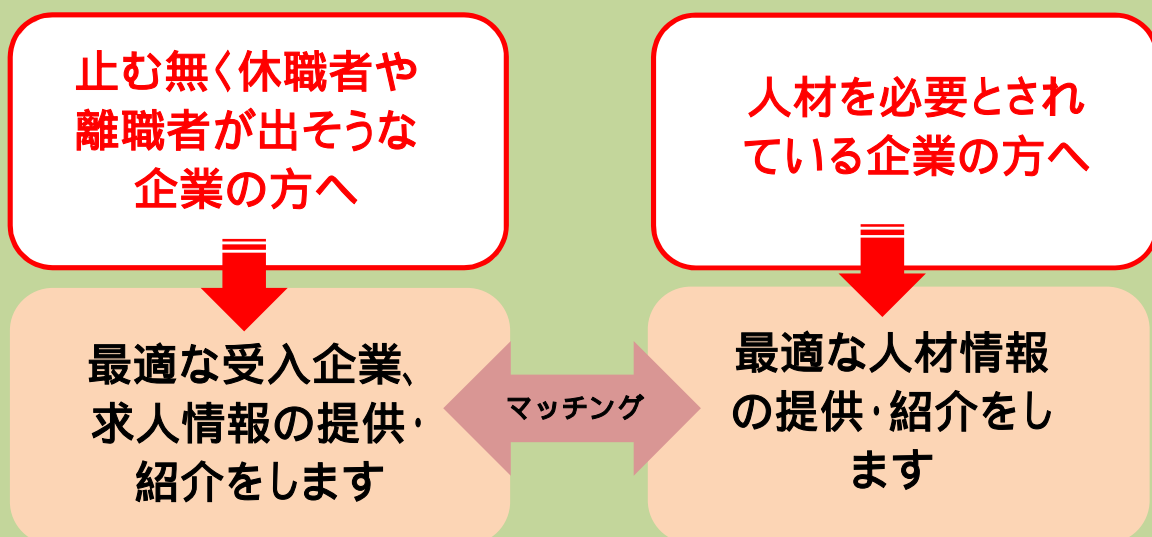 止む無く休職者や
離職者が出そうな
企業の方へ
人材を必要とされ
ている企業の方へ
最適な受入企業、
求人情報の提供・
紹介をします
マッチング
最適な人材情報
の提供・紹介をし
ます